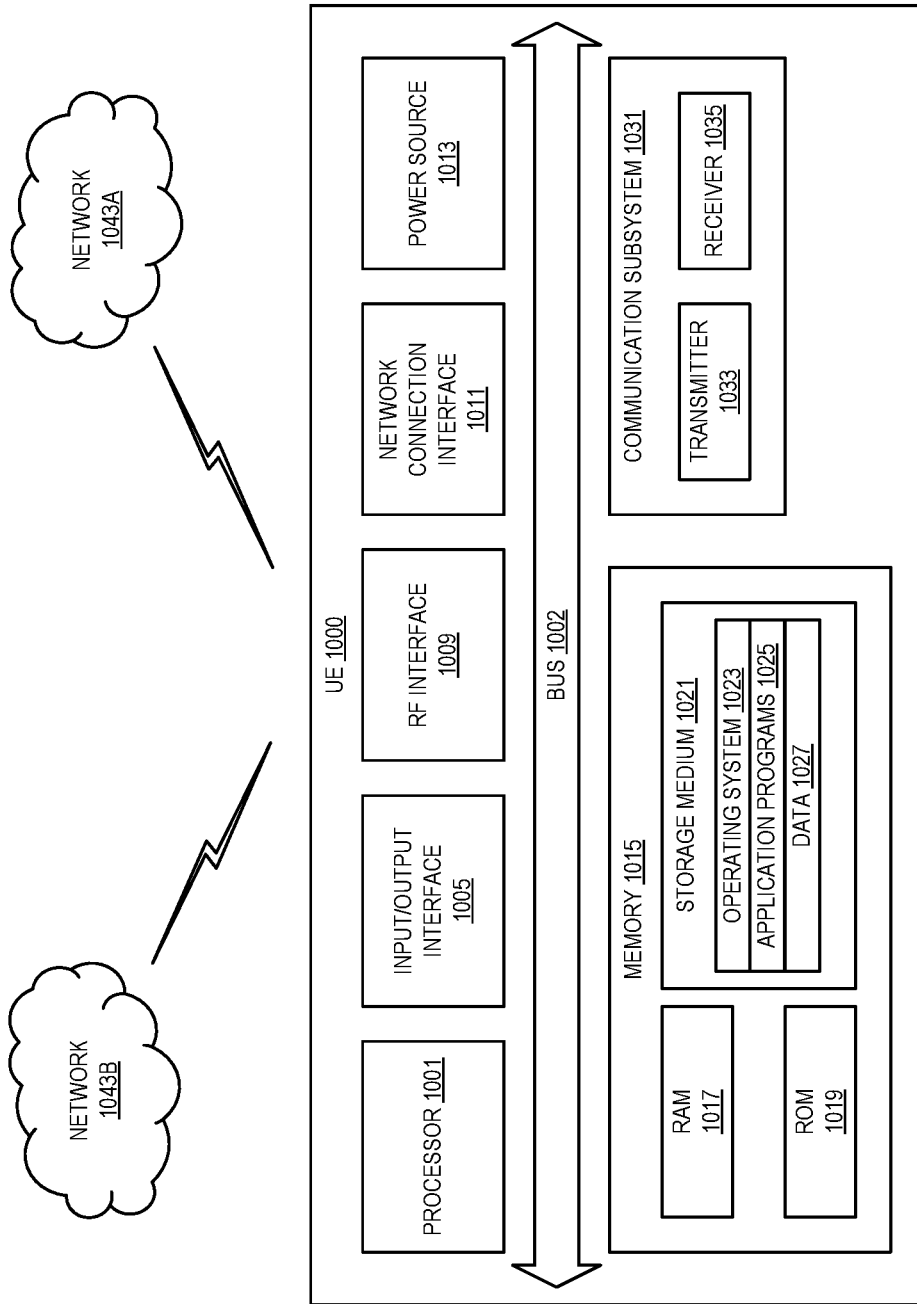 NETWORK
1043B
NETWORK
1043A
UE 1000
PROCESSOR 1001
INPUT/OUTPUT
INTERFACE
1005
RF INTERFACE
1009
NETWORK
CONNECTION
INTERFACE
1011
POWER SOURCE
1013
BUS 1002
MEMORY 1015
RAM
1017
ROM
1019
STORAGE MEDIUM 1021
OPERATING SYSTEM 1023
APPLICATION PROGRAMS 1025
DATA 1027
COMMUNICATION SUBSYSTEM 1031
TRANSMITTER
1033
RECEIVER 1035